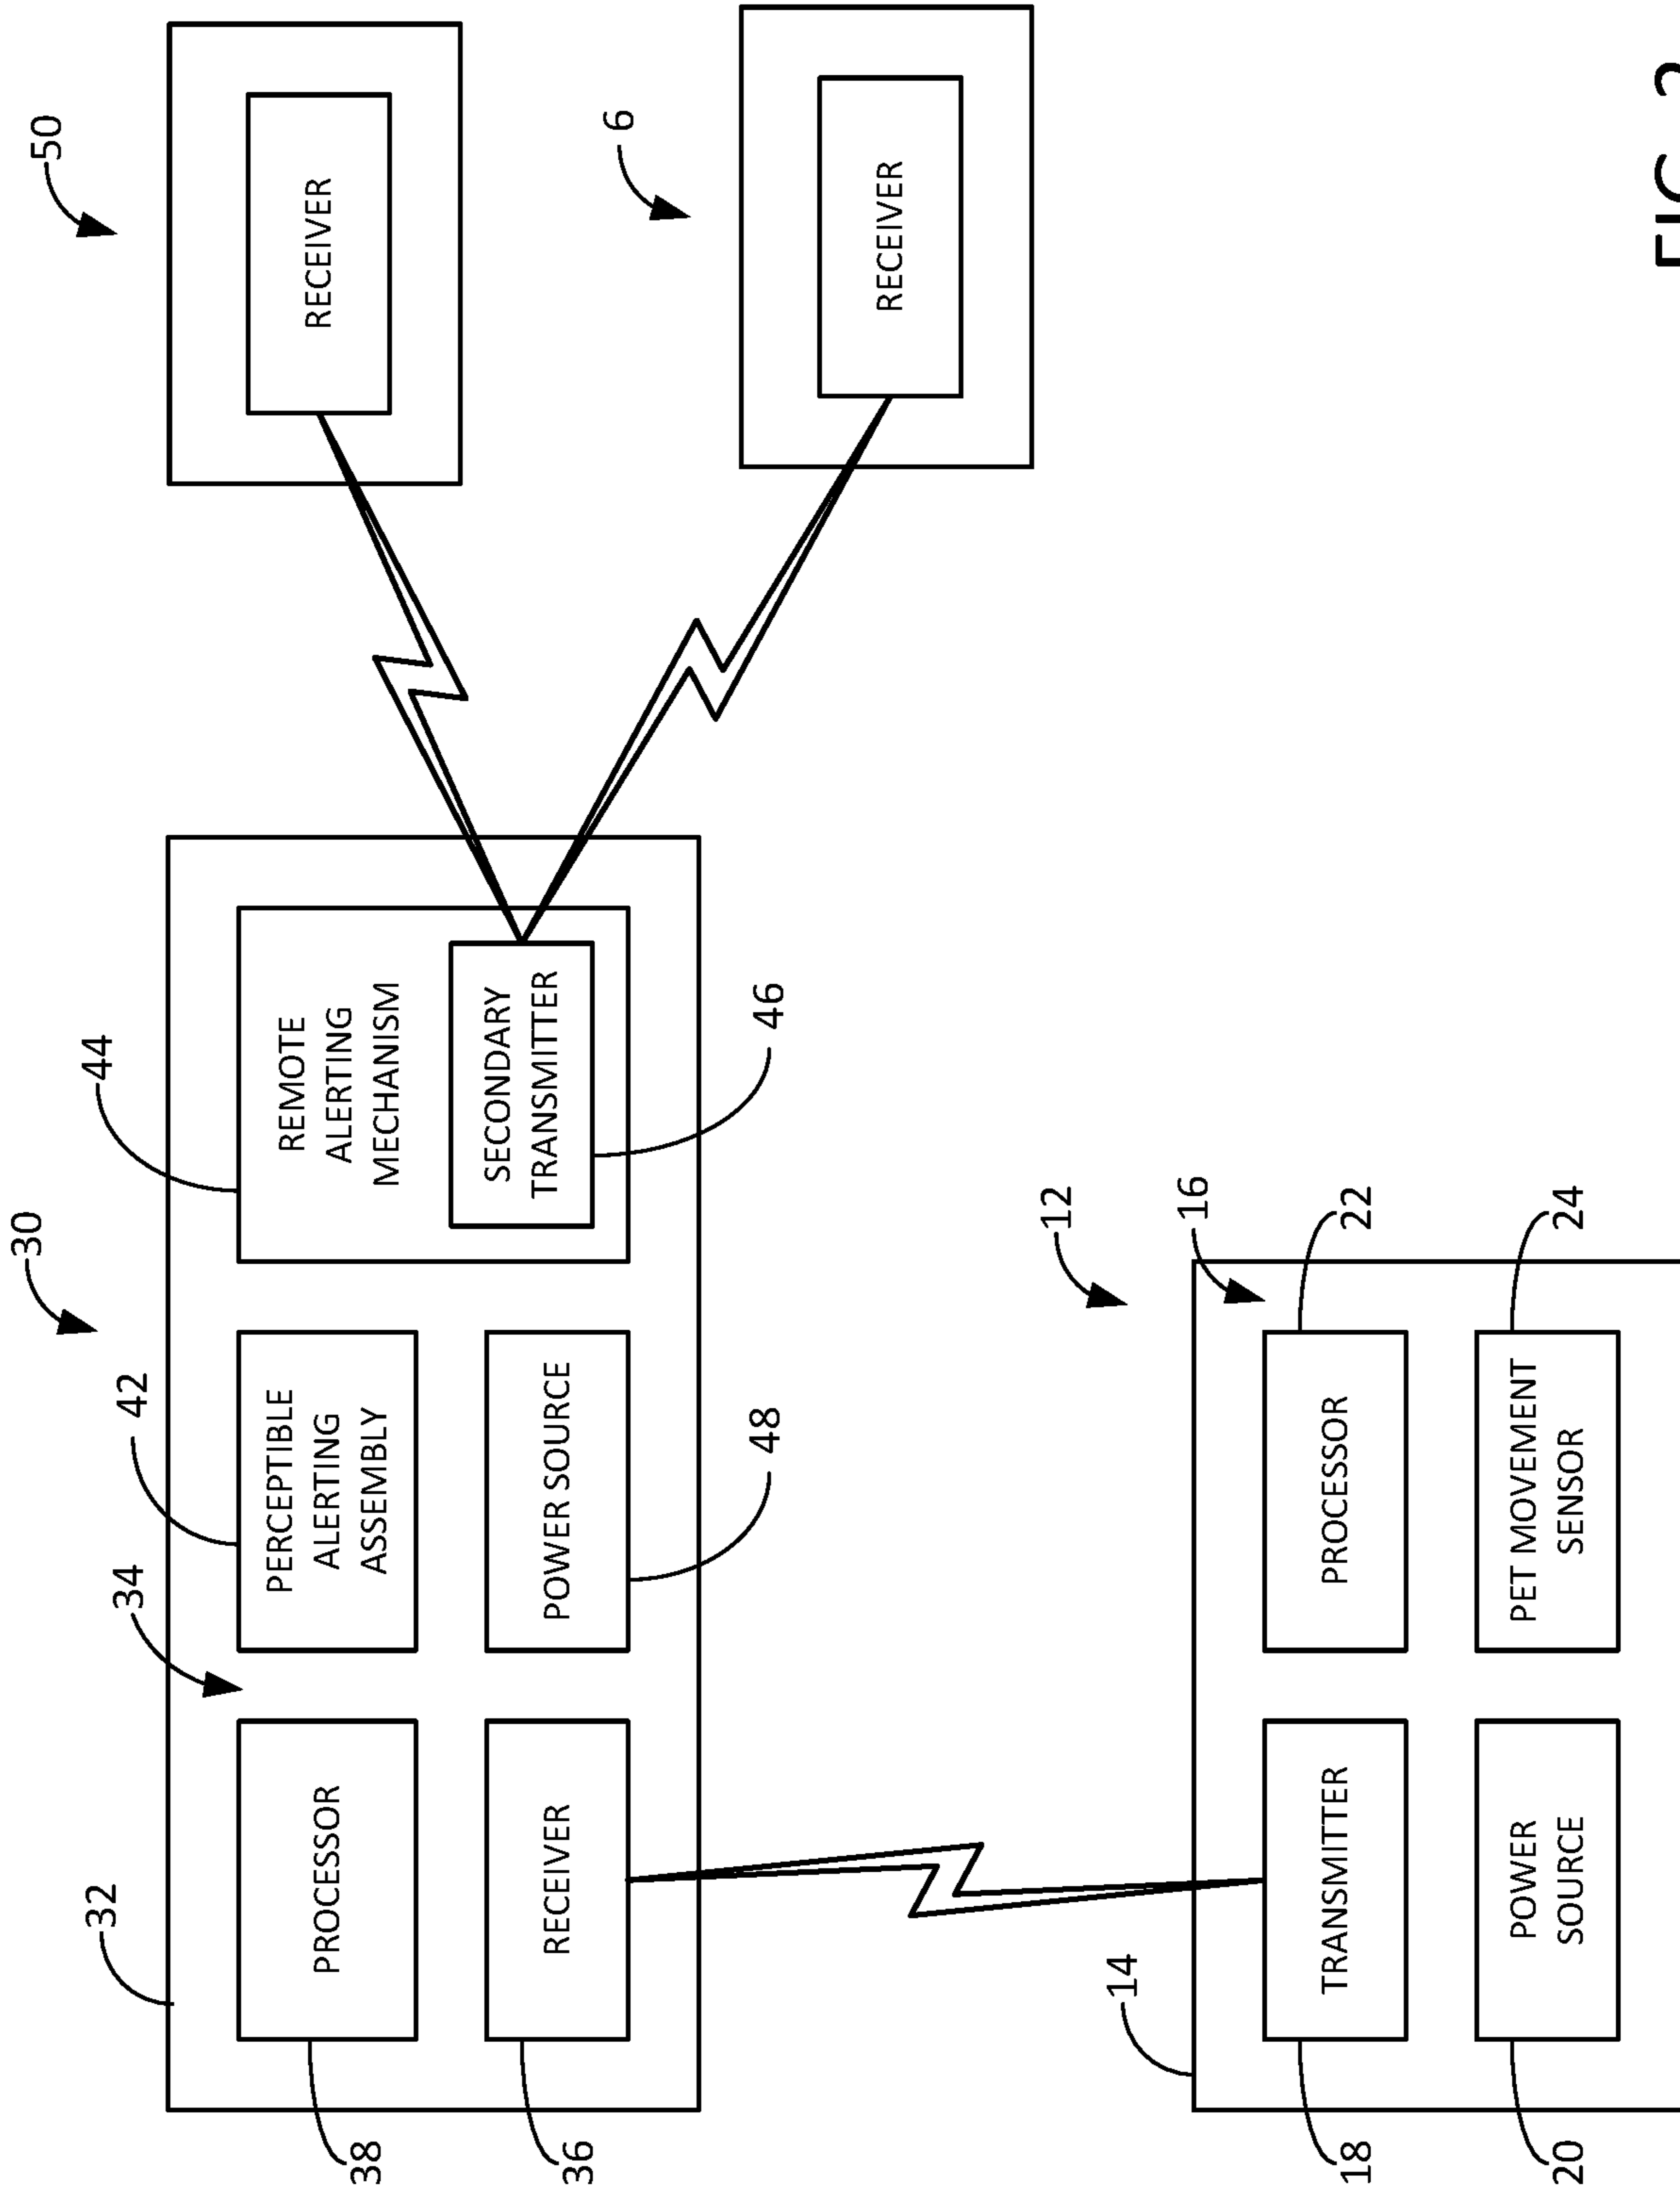 30
50
32
34
42
44
PROCESSOR
PERCEPTIBLE
ALERTING
ASSEMBLY
REMOTE
ALERTING
MECHANISM
RECEIVER
38
RECEIVER
POWER SOURCE
SECONDARY
TRANSMITTER
36
48
46
6
RECEIVER
12
14
16
TRANSMITTER
PROCESSOR
18
22
POWER
SOURCE
PET MOVEMENT
SENSOR
20
24
FIG